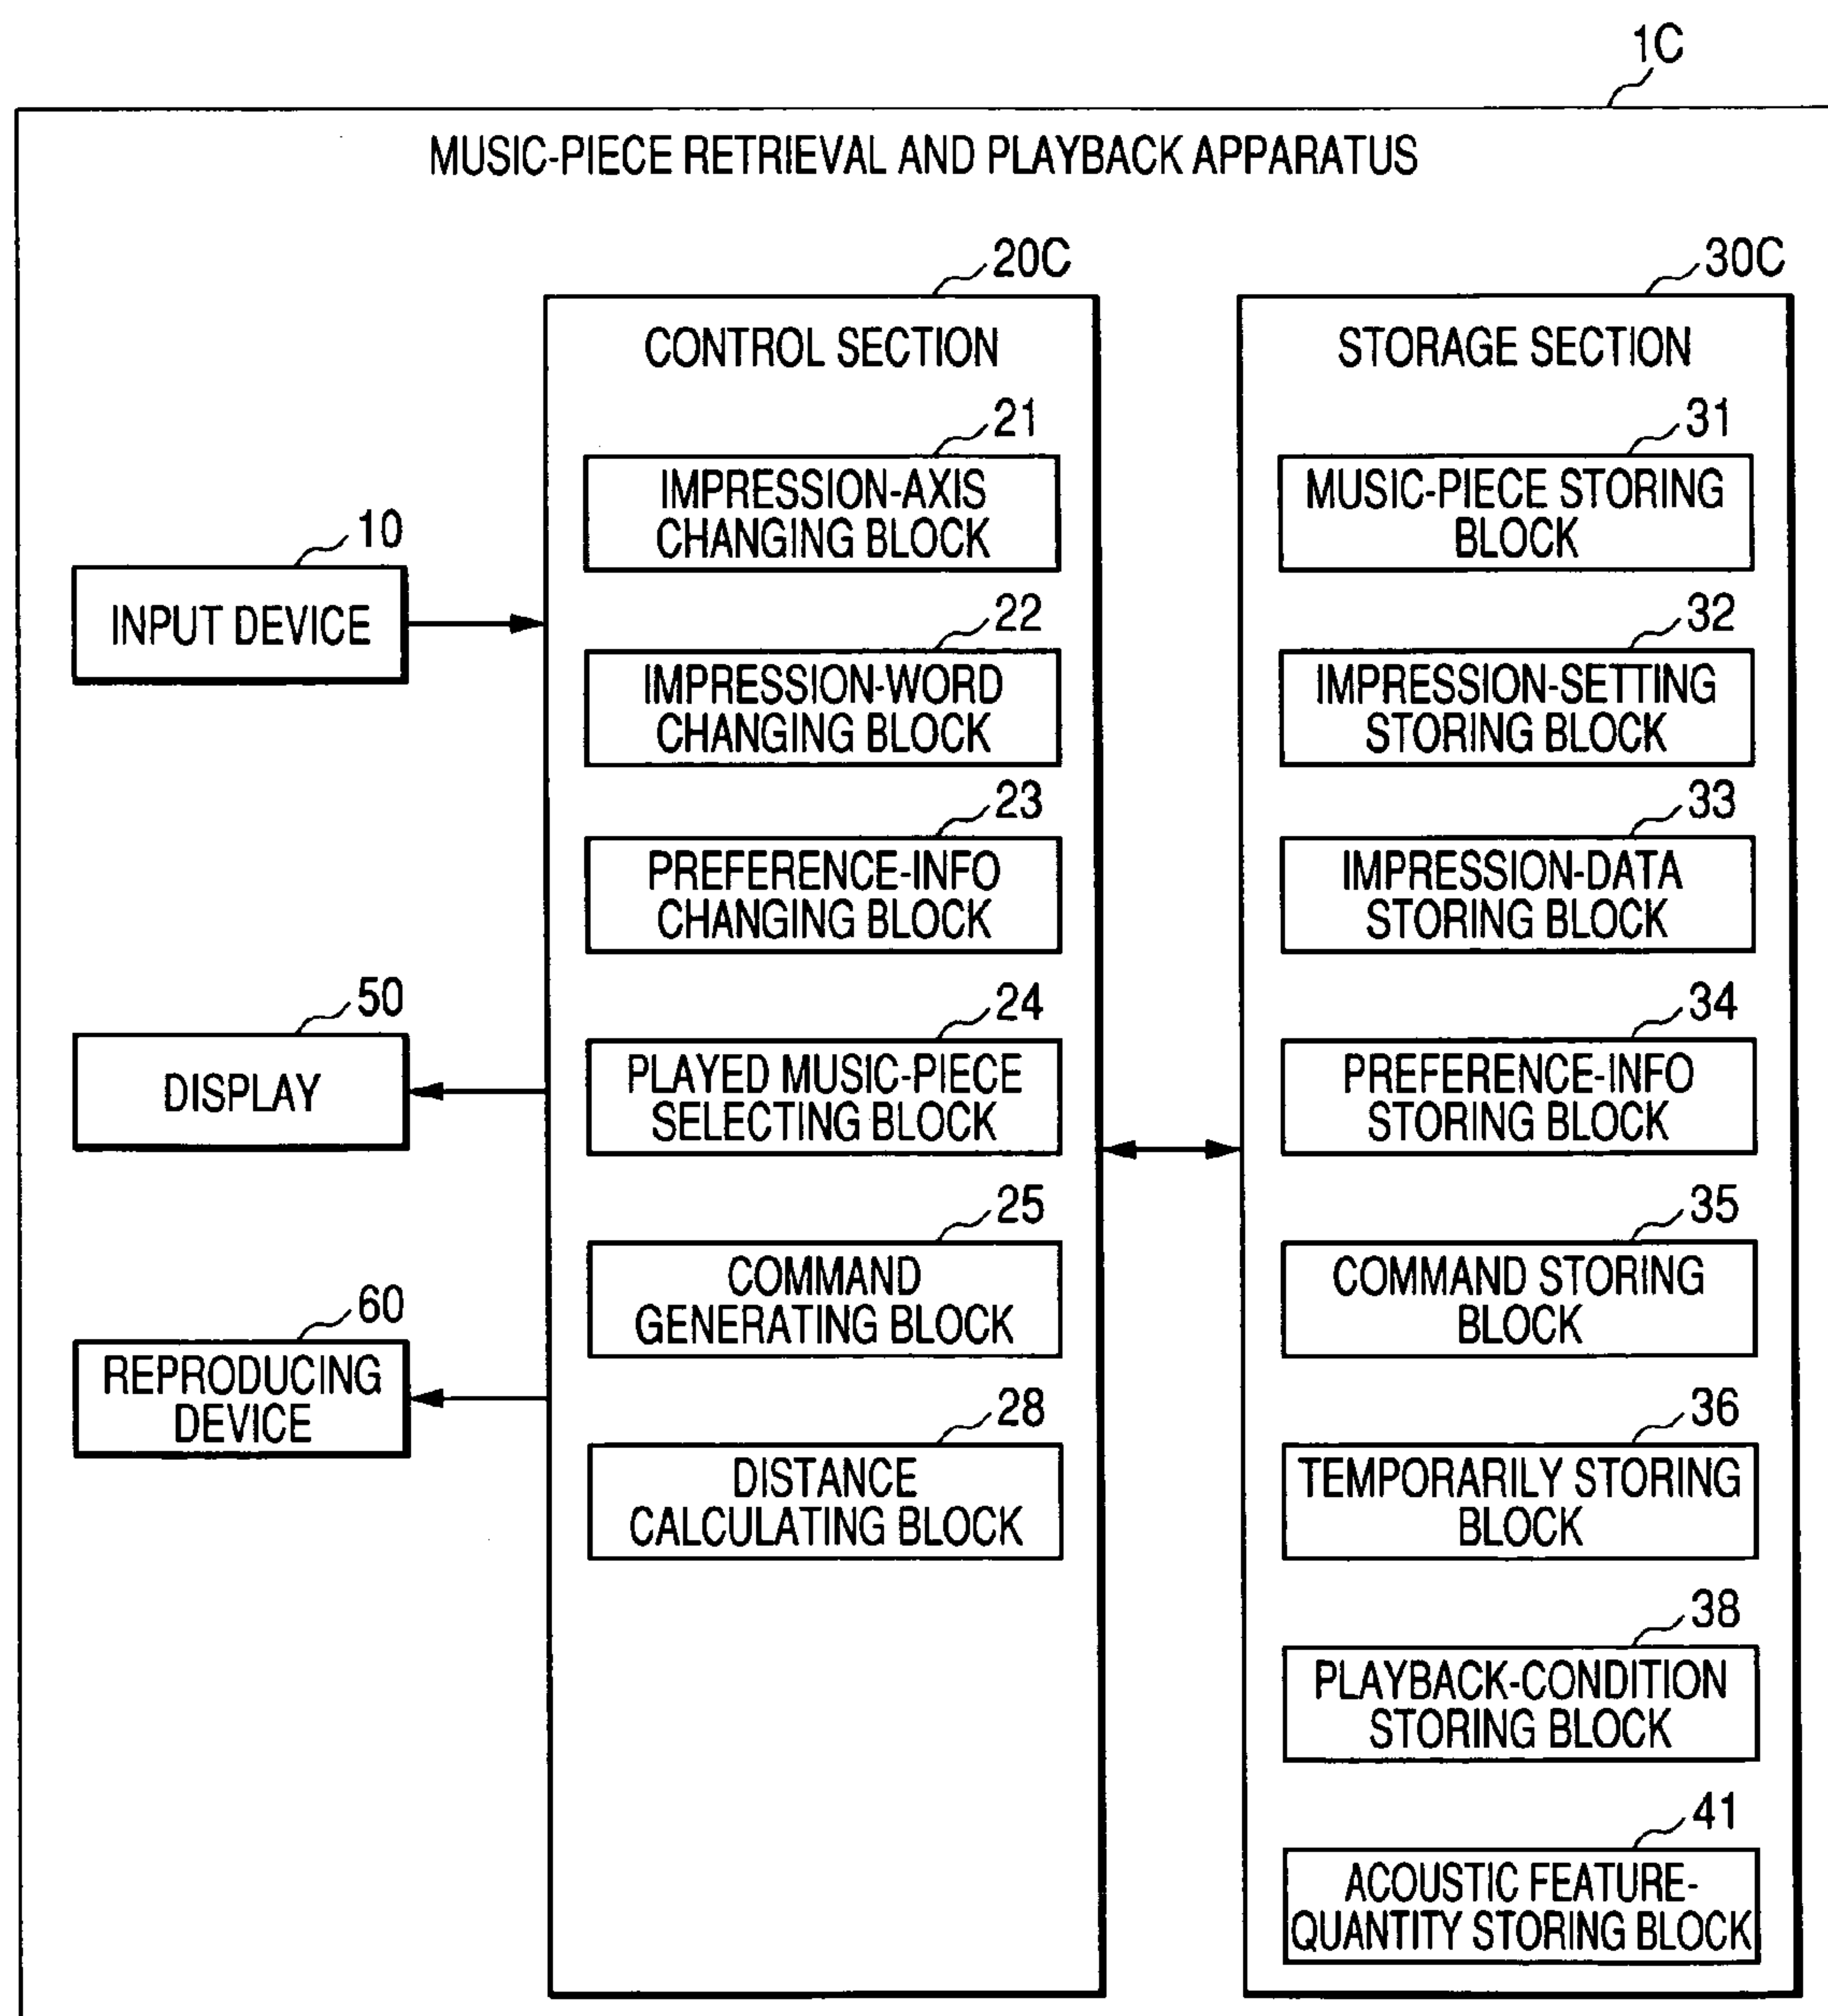 1C
MUSIC-PIECE RETRIEVAL AND PLAYBACK APPARATUS
10
INPUT DEVICE
50
DISPLAY
60
REPRODUCING
DEVICE
20C
CONTROL SECTION
21
IMPRESSION-AXIS
CHANGING BLOCK
22
IMPRESSION-WORD
CHANGING BLOCK
23
PREFERENCE-INFO
CHANGING BLOCK
24
PLAYED MUSIC-PIECE
SELECTING BLOCK
25
COMMAND
GENERATING BLOCK
28
DISTANCE
CALCULATING BLOCK
30C
STORAGE SECTION
31
MUSIC-PIECE STORING
BLOCK
32
IMPRESSION-SETTING
STORING BLOCK
33
IMPRESSION-DATA
STORING BLOCK
34
PREFERENCE-INFO
STORING BLOCK
35
COMMAND STORING
BLOCK
36
TEMPORARILY STORING
BLOCK
38
PLAYBACK-CONDITION
STORING BLOCK
41
ACOUSTIC FEATURE-
QUANTITY STORING BLOCK